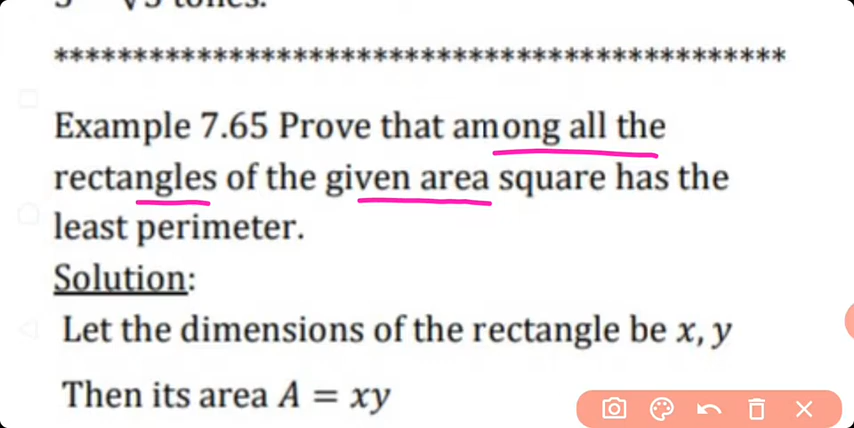 ***********************************************
Example 7.65 Prove that among all the
rectangles of the given area square has the
least perimeter.
Solution:
Let the dimensions of the rectangle be x, y
Then its area A = xy